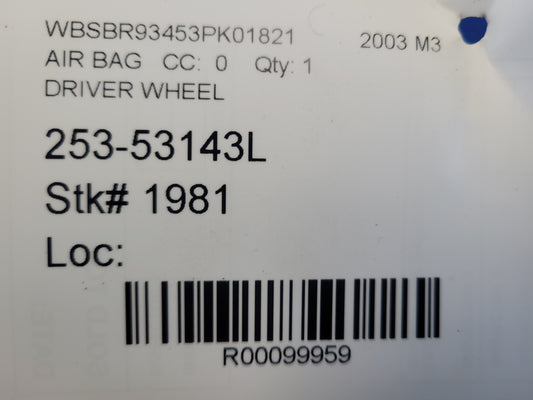 WBSBR93453PK01821 2003 M3
AIR BAG CC: 0 Qty: 1
DRIVER WHEEL
253-53143L
Stk# 1981
Loc:
R00099959